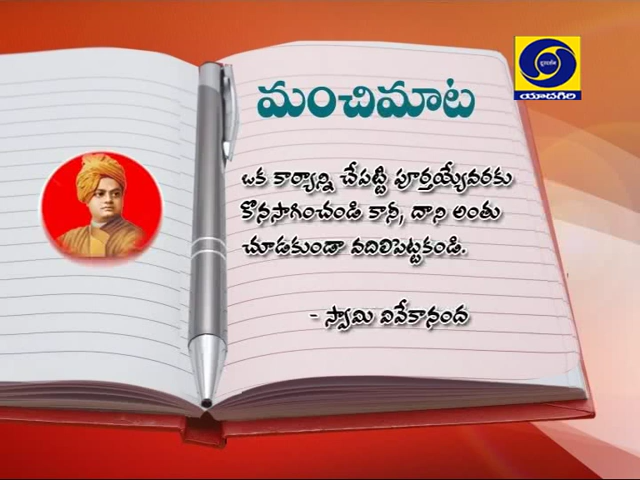 మంచిమాట
ఒక కార్యాన్ని చేపట్టి పూర్తయ్యేవరకు
కొనసాగించండి కానీ, దాని అంతు
చూడకుండా వదిలిపెట్టకండి.
- స్వామి వివేకానంద
యాదగిరి